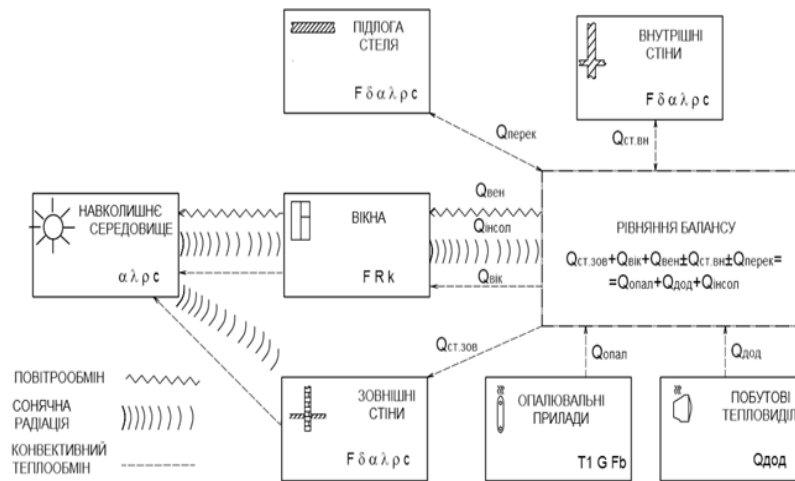 ПІДЛОГА
СТЕЛЯ
F δ α λ ρ c
ВНУТРІШНІ
СТІНИ
F δ α λ ρ c
Qперек
Qст.вн
НАВКОЛИШНЄ
СЕРЕДОВИЩЕ
α λ ρ c
ВІКНА
F R k
Qвен
Qінсол
Qвік
РІВНЯННЯ БАЛАНСУ
Qст.зов+Qвік+Qвен±Qст.вн±Qперек=
=Qопал+Qдод+Qінсол
Qст.зов
Qопал
Qдод
ПОВІТРООБМІН
СОНЯЧНА
РАДІАЦІЯ
КОНВЕКТИВНИЙ
ТЕПЛООБМІН
ЗОВНІШНІ
СТІНИ
F δ α λ ρ c
ОПАЛЮВАЛЬНІ
ПРИЛАДИ
T1 G Fb
ПОБУТОВІ
ТЕПЛОВИДІЛ
Qдод